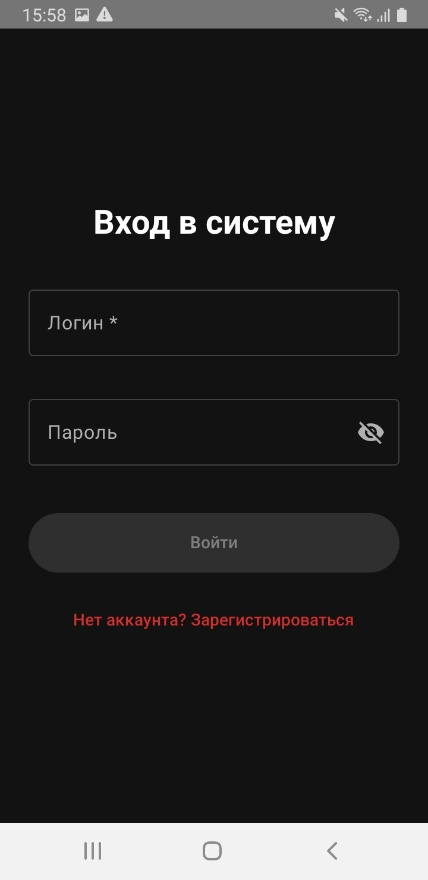 15:58
Вход в систему
Логин *
Пароль
Войти
Нет аккаунта? Зарегистрироваться